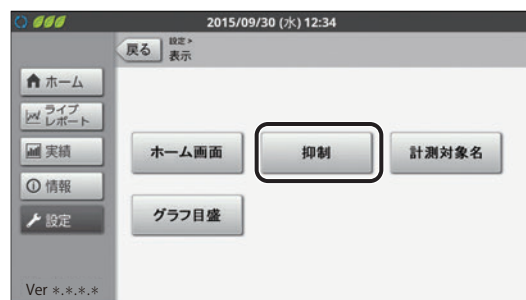 2015/09/30 (水) 12:34
戻る
設定 >
表示
ホーム
ライブ
レポート
実績
情報
設定
ホーム画面
抑制
計測対象名
グラフ目盛
Ver *.*.*.*